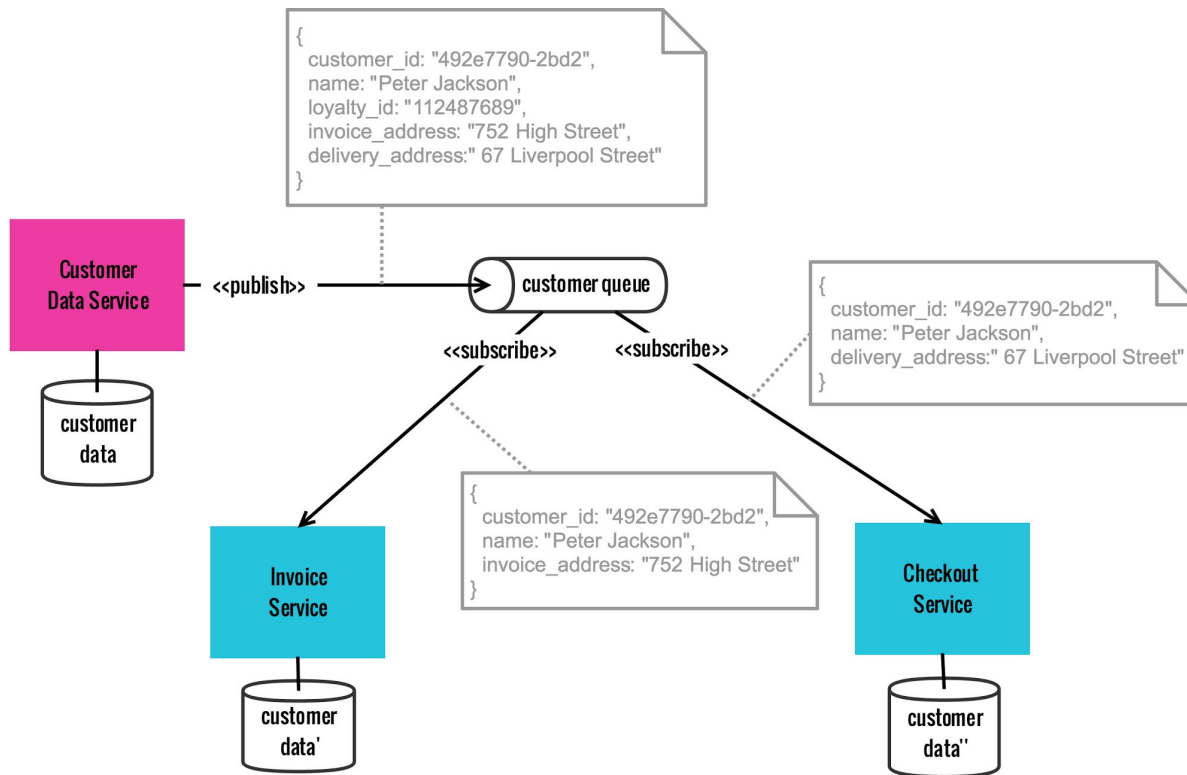 {
customer_id: "492e7790-2bd2",
name: "Peter Jackson",
loyalty_id: "112487689",
invoice_address: "752 High Street",
delivery_address:" 67 Liverpool Street"
}
Customer
Data Service
<<publish>>
customer queue
{
customer_id: "492e7790-2bd2",
name: "Peter Jackson",
delivery_address:" 67 Liverpool Street"
}
<<subscribe>>
<<subscribe>>
customer
data
{
customer_id: "492e7790-2bd2",
name: "Peter Jackson",
invoice_address: "752 High Street"
}
Invoice
Service
Checkout
Service
customer
data'
customer
data''